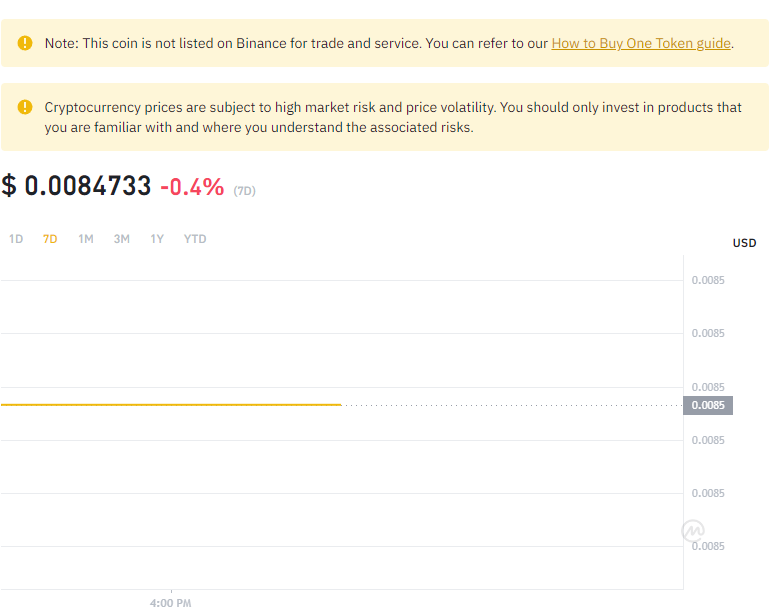 Note: This coin is not listed on Binance for trade and service. You can refer to our How to Buy One Token guide.
Cryptocurrency prices are subject to high market risk and price volatility. You should only invest in products that
you are familiar with and where you understand the associated risks.
$ 0.0084733 -0.4% (7D)
1D 7D 1M 3M 1Y YTD
USD
0.0085
0.0085
0.0085
0.0085
0.0085
0.0085
0.0085
4:00 PM